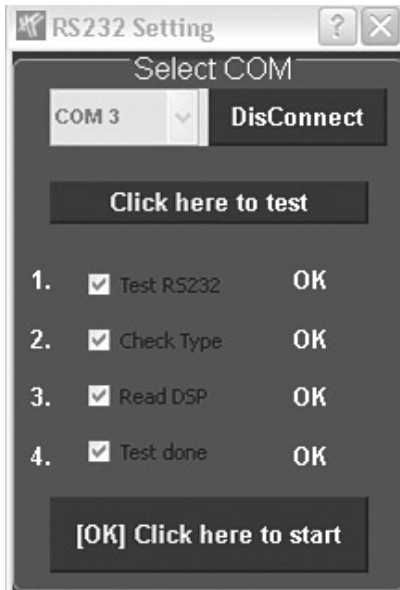 RS232 Setting ?
Select COM
COM 3 DisConnect
Click here to test
1. Test RS232 OK
2. Check Type OK
3. Read DSP OK
4. Test done OK
[OK] Click here to start